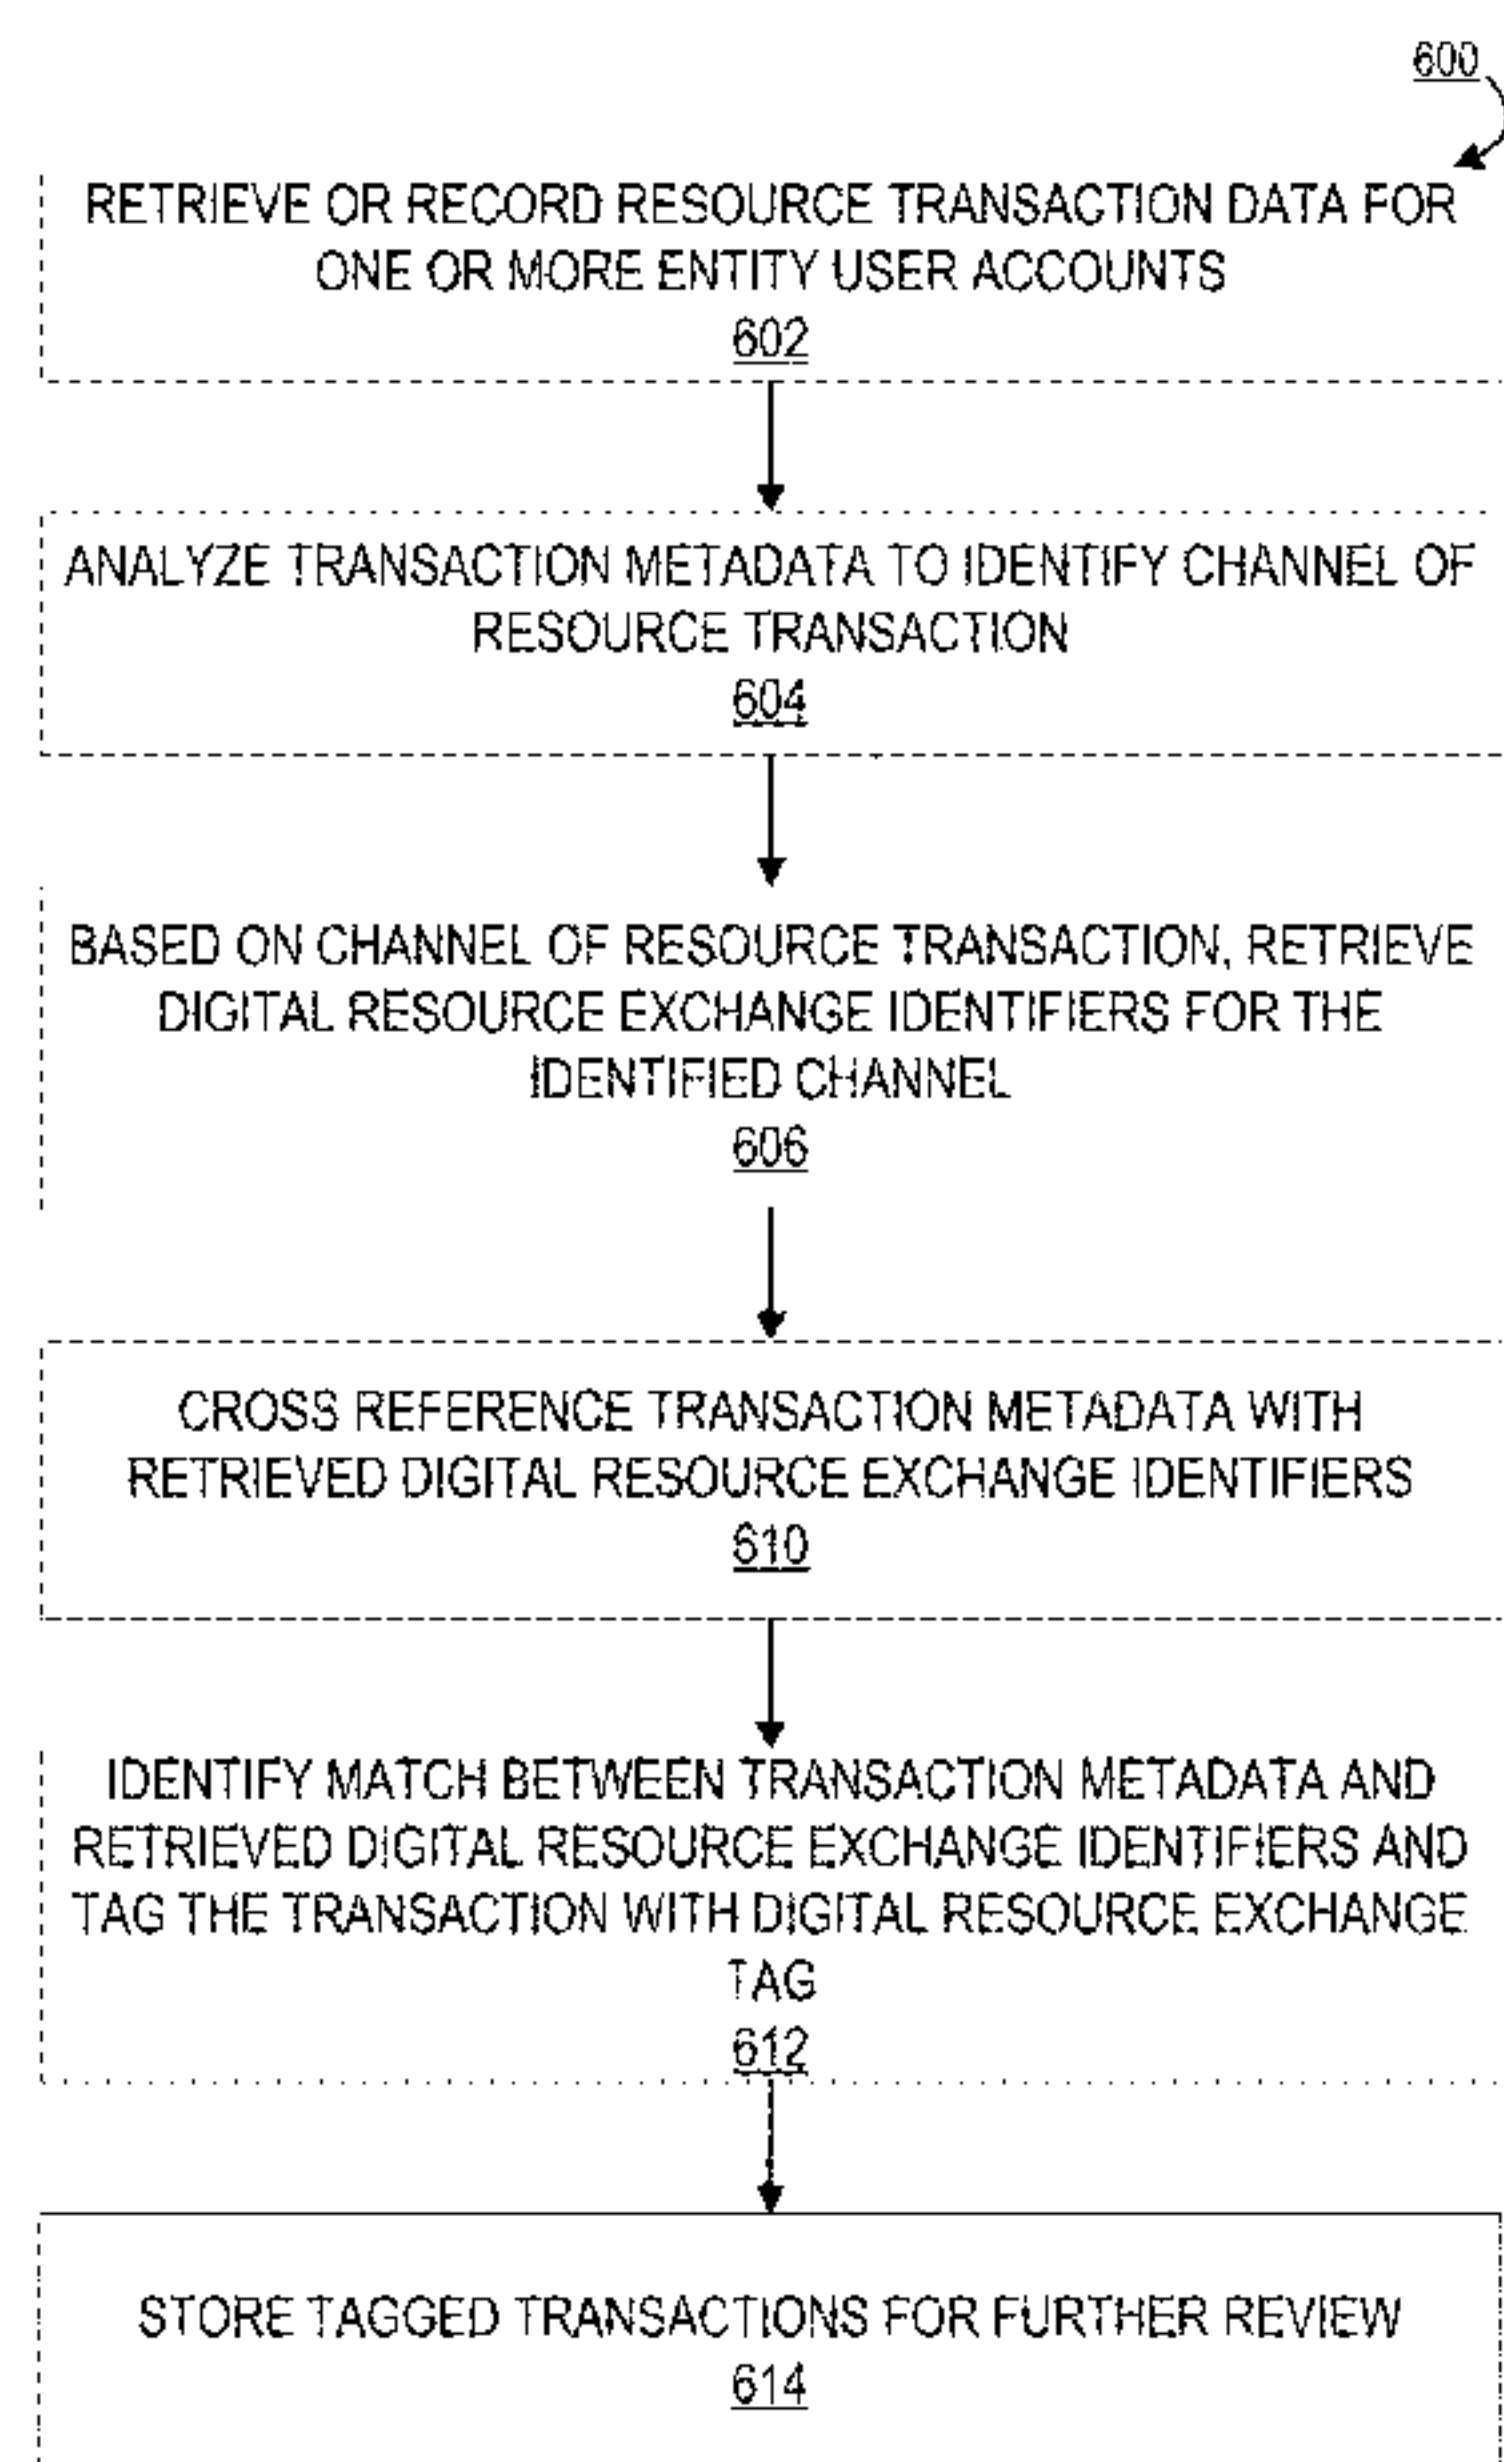 600
RETRIEVE OR RECORD RESOURCE TRANSACTION DATA FOR
ONE OR MORE ENTITY USER ACCOUNTS
602
ANALYZE TRANSACTION METADATA TO IDENTIFY CHANNEL OF
RESOURCE TRANSACTION
604
BASED ON CHANNEL OF RESOURCE TRANSACTION, RETRIEVE
DIGITAL RESOURCE EXCHANGE IDENTIFIERS FOR THE
IDENTIFIED CHANNEL
606
CROSS REFERENCE TRANSACTION METADATA WITH
RETRIEVED DIGITAL RESOURCE EXCHANGE IDENTIFIERS
610
IDENTIFY MATCH BETWEEN TRANSACTION METADATA AND
RETRIEVED DIGITAL RESOURCE EXCHANGE IDENTIFIERS AND
TAG THE TRANSACTION WITH DIGITAL RESOURCE EXCHANGE
TAG
612
STORE TAGGED TRANSACTIONS FOR FURTHER REVIEW
614